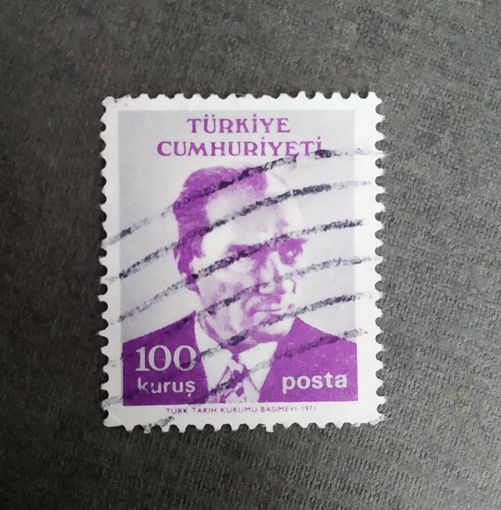 TÜRKİYE
CUMHURİYETİ
100
kuruş posta
TÜRK TARİH KURUMU BASIMEVİ-1971